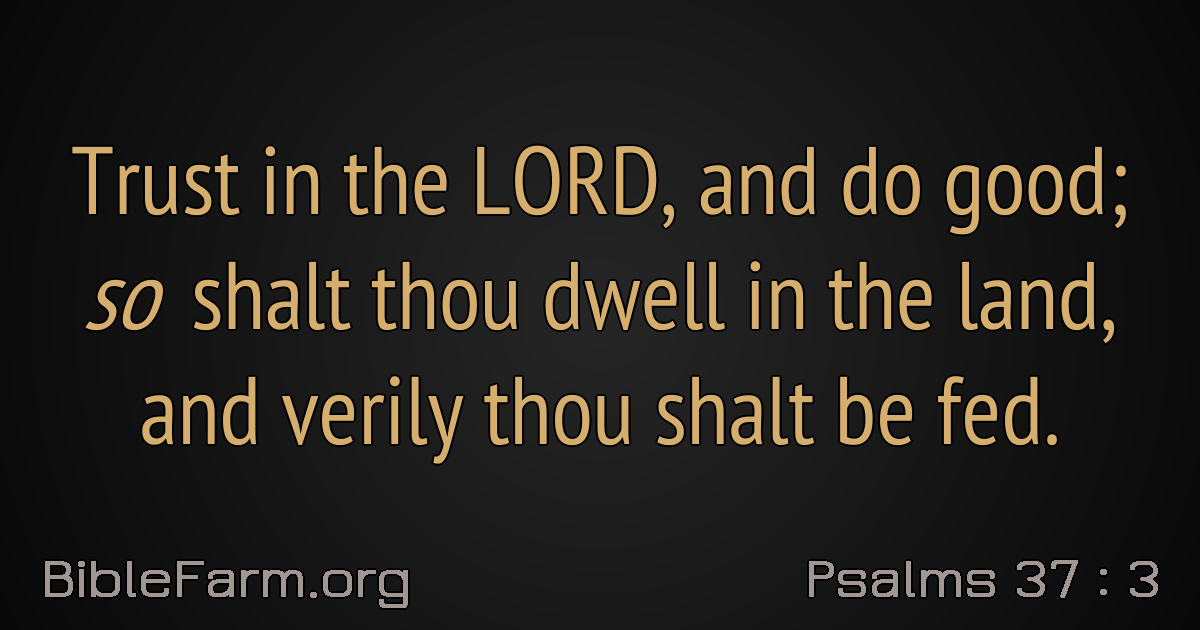 Trust in the LORD, and do good;
so shalt thou dwell in the land,
and verily thou shalt be fed.
BibleFarm.org
Psalms 37 : 3